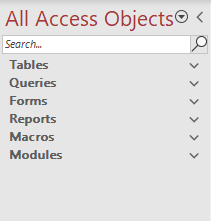 All Access Objects
Search...
Tables
Queries
Forms
Reports
Macros
Modules